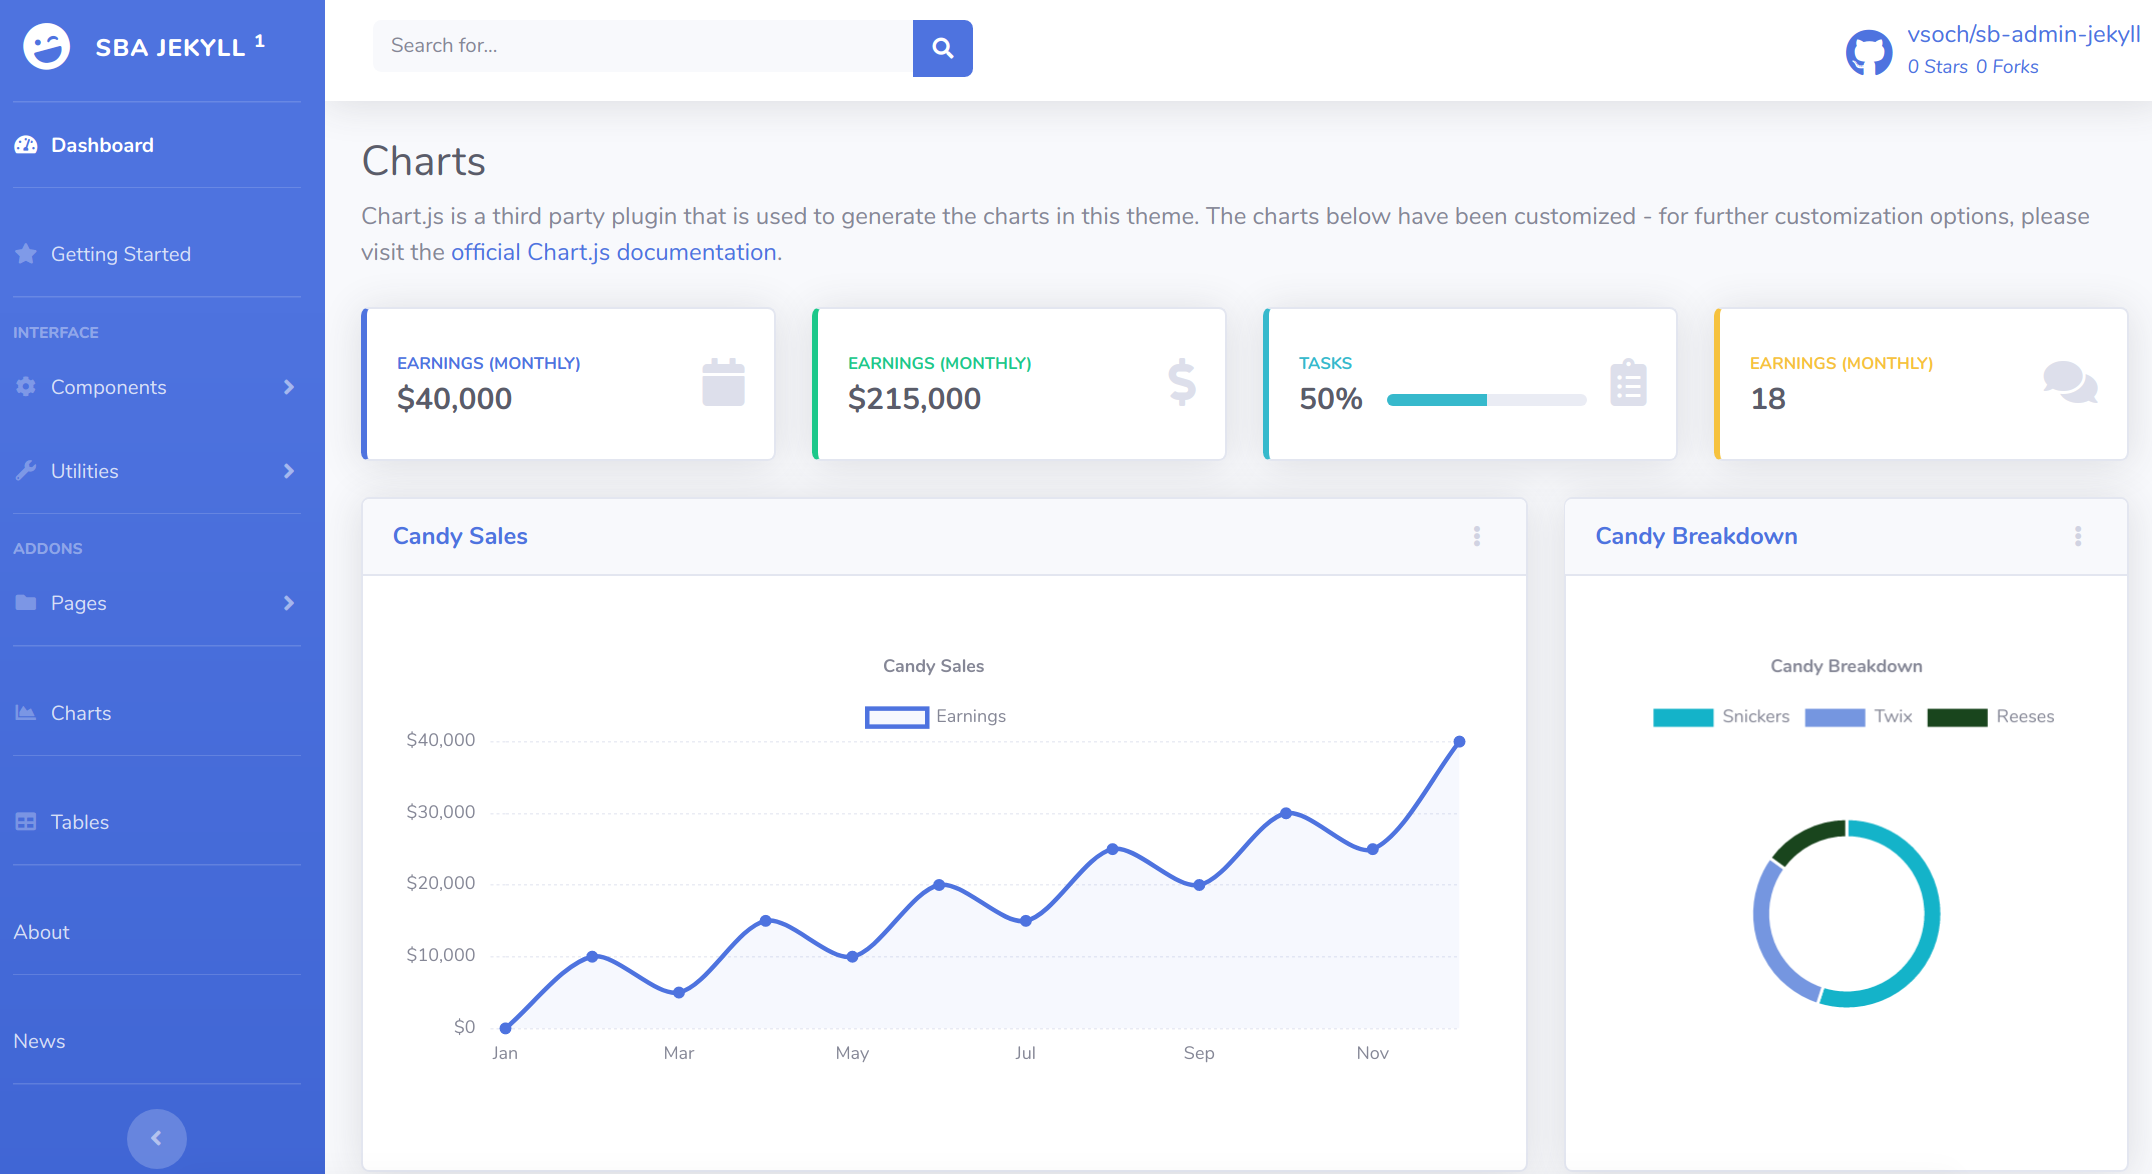 SBA JEKYLL 1
Dashboard
Getting Started
INTERFACE
Components
Utilities
ADDONS
Pages
Charts
Tables
About
News
Search for...
vsoch/sb-admin-jekyll
0 Stars 0 Forks
Charts
Chart.js is a third party plugin that is used to generate the charts in this theme. The charts below have been customized - for further customization options, please
visit the official Chart.js documentation.
EARNINGS (MONTHLY)
$40,000
EARNINGS (MONTHLY)
$215,000
TASKS
50%
EARNINGS (MONTHLY)
18
Candy Sales
Candy Sales
Earnings
$40,000
$30,000
$20,000
$10,000
$0
Jan Mar May Jul Sep Nov
Candy Breakdown
Candy Breakdown
Snickers Twix Reeses